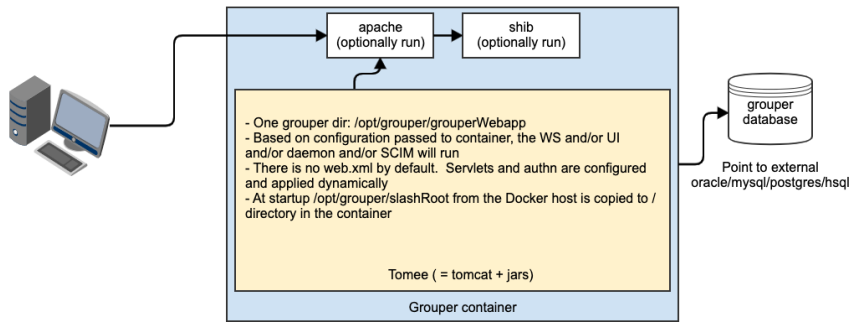 apache
(optionally run)
shib
(optionally run)
- One grouper dir: /opt/grouper/grouperWebapp
- Based on configuration passed to container, the WS and/or UI
and/or daemon and/or SCIM will run
- There is no web.xml by default.  Servlets and authn are configured
and applied dynamically
- At startup /opt/grouper/slashRoot from the Docker host is copied to /
directory in the container
Tomee ( = tomcat + jars)
Grouper container
grouper
database
Point to external
oracle/mysql/postgres/hsql